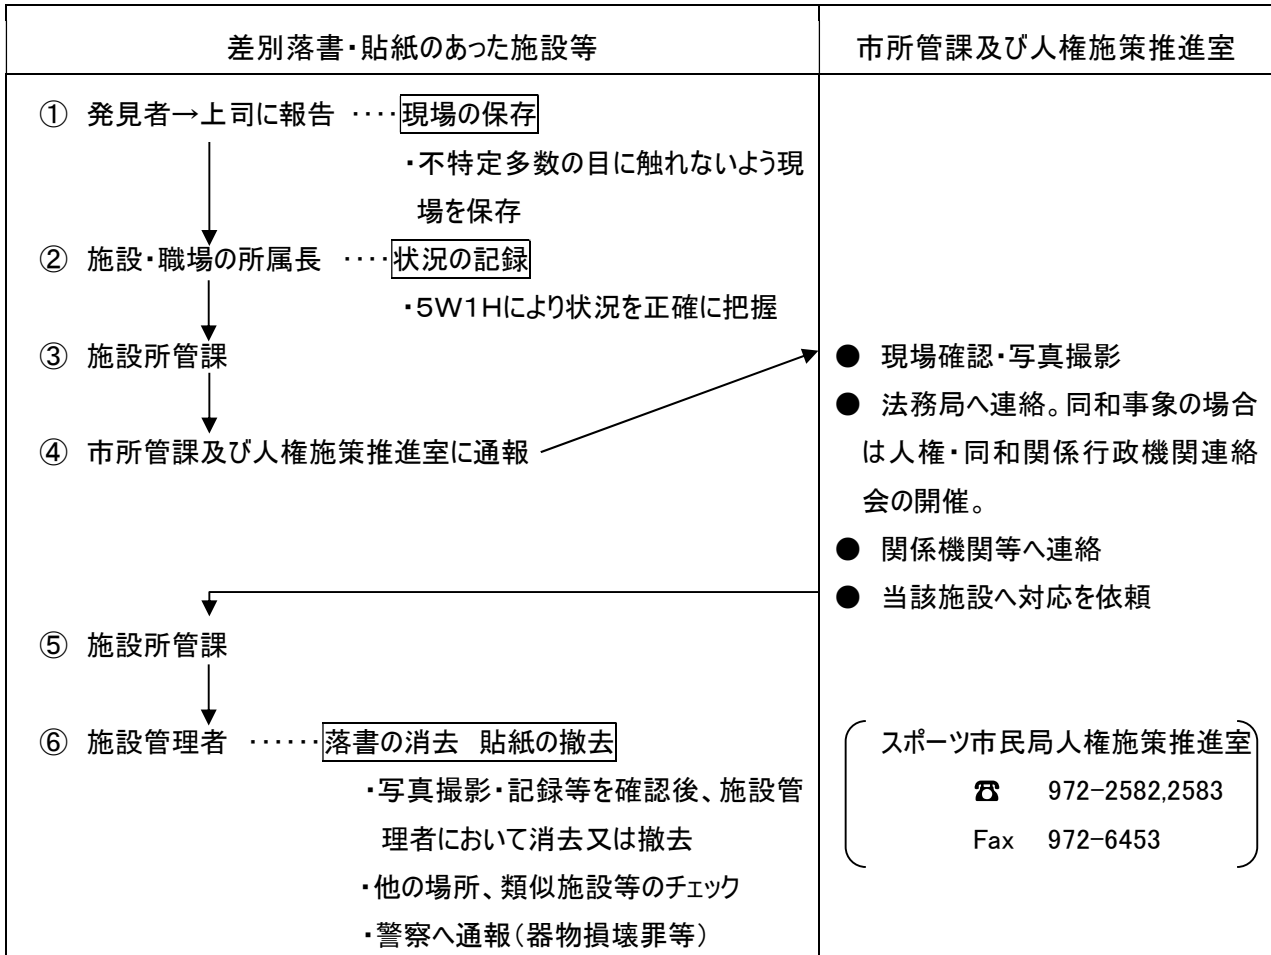 差別落書・貼紙のあった施設等
市所管課及び人権施策推進室
① 発見者→上司に報告 ‥‥現場の保存
・不特定多数の目に触れないよう現
場を保存
② 施設・職場の所属長 ‥‥状況の記録
・5W1Hにより状況を正確に把握
③ 施設所管課
④ 市所管課及び人権施策推進室に通報
● 現場確認・写真撮影
● 法務局へ連絡。同和事象の場合
は人権・同和関係行政機関連絡
会の開催。
● 関係機関等へ連絡
● 当該施設へ対応を依頼
⑤ 施設所管課
⑥ 施設管理者 ‥‥‥落書の消去 貼紙の撤去
・写真撮影・記録等を確認後、施設管
理者において消去又は撤去
・他の場所、類似施設等のチェック
・警察へ通報(器物損壊罪等)
スポーツ市民局人権施策推進室
☎ 972-2582,2583
Fax 972-6453